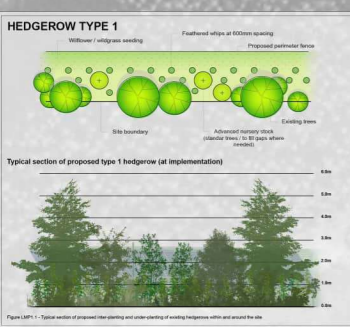 HEDGEROW TYPE 1
Feathered whips at 600mm spacing
Wilflower / wildgrass seeding
Proposed perimeter fence
Existing trees
Site boundary
Advanced nursery stock
(standar trees / to fill gaps where
needed)
Typical section of proposed type 1 hedgerow (at implementation)
6.0m
5.0m
4.0m
3.0m
2.0m
1.0m
0.0m
Figure LMP1.1 - Typical section of proposed inter-planting and under-planting of existing hedgerows within and around the site